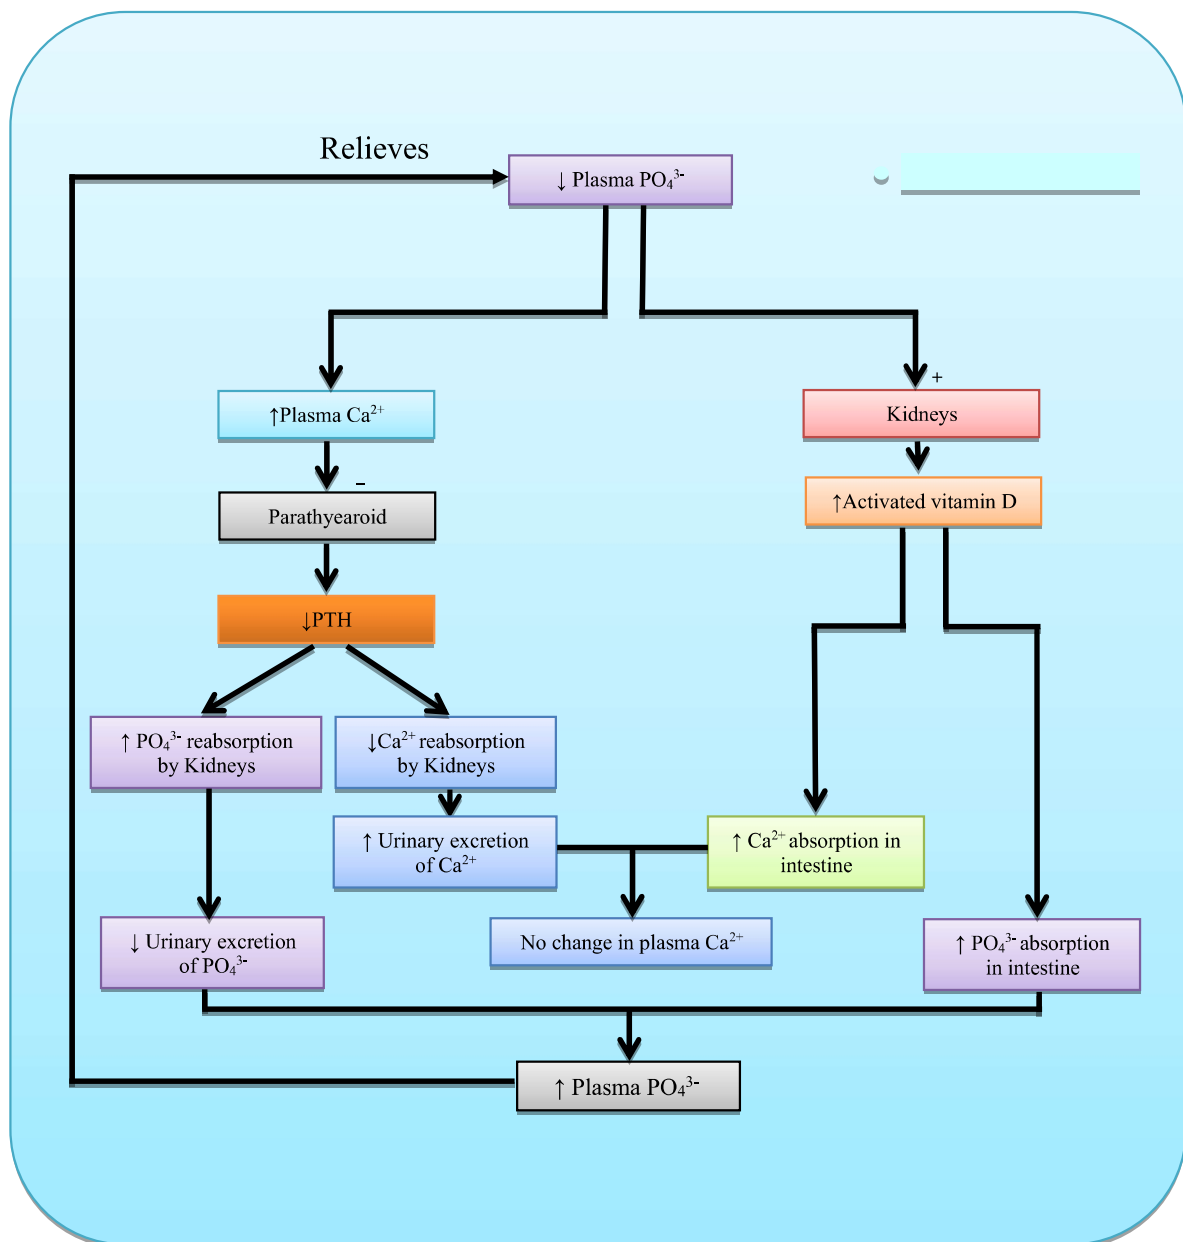 Relieves
↓ Plasma PO₄³⁻
+
↑Plasma Ca²⁺
Kidneys
–
↑Activated vitamin D
Parathyearoid
↓PTH
↑ PO₄³⁻ reabsorption
by Kidneys
↓Ca²⁺ reabsorption
by Kidneys
↑ Urinary excretion
of Ca²⁺
↑ Ca²⁺ absorption in
intestine
↓ Urinary excretion
of PO₄³⁻
No change in plasma Ca²⁺
↑ PO₄³⁻ absorption
in intestine
↑ Plasma PO₄³⁻